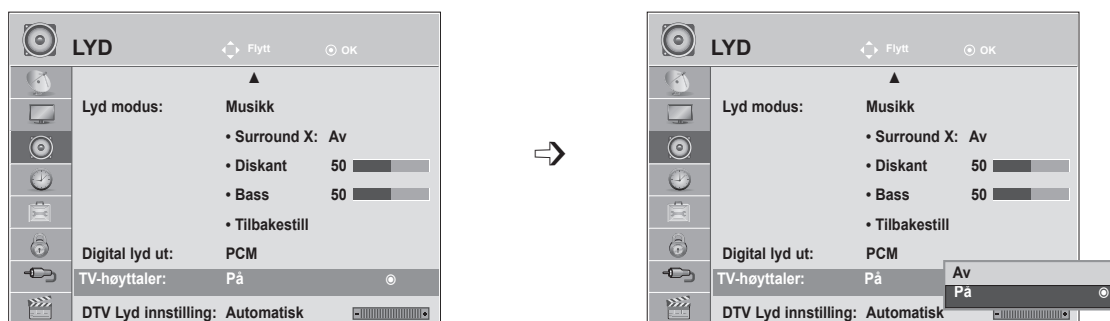 LYD Flytt OK
▲
Lyd modus: Musikk
• Surround X: Av
• Diskant 50
• Bass 50
• Tilbakestill
Digital lyd ut: PCM
TV-høyttaler: På
DTV Lyd innstilling: Automatisk - +
LYD Flytt OK
▲
Lyd modus: Musikk
• Surround X: Av
• Diskant 50
• Bass 50
• Tilbakestill
Digital lyd ut: PCM
TV-høyttaler: På
Av
På
DTV Lyd innstilling: Automatisk - +